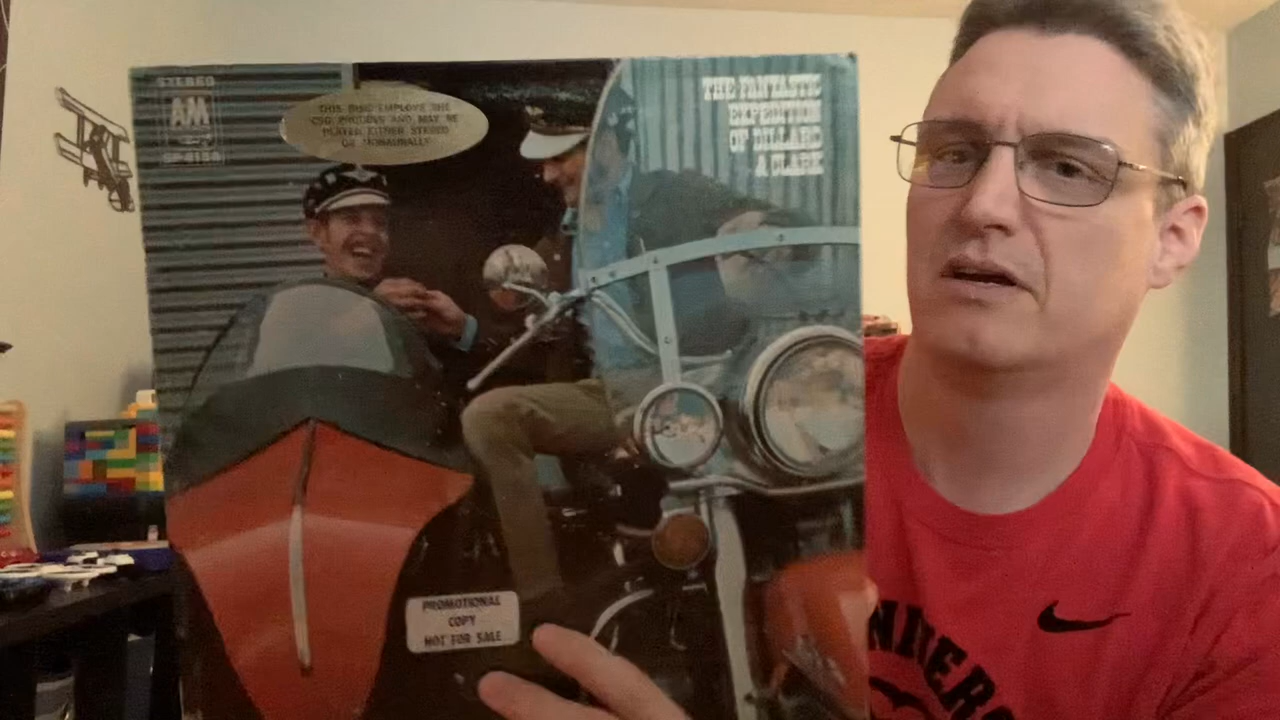 STEREO
A&M
SP-4158
THIS DISC EMPLOYS THE
CSG PROCESS AND MAY BE
PLAYED EITHER STEREO
OR MONAURALLY
THE FANTASTIC
EXPEDITION
OF DILLARD
& CLARK
PROMOTIONAL
COPY
NOT FOR SALE